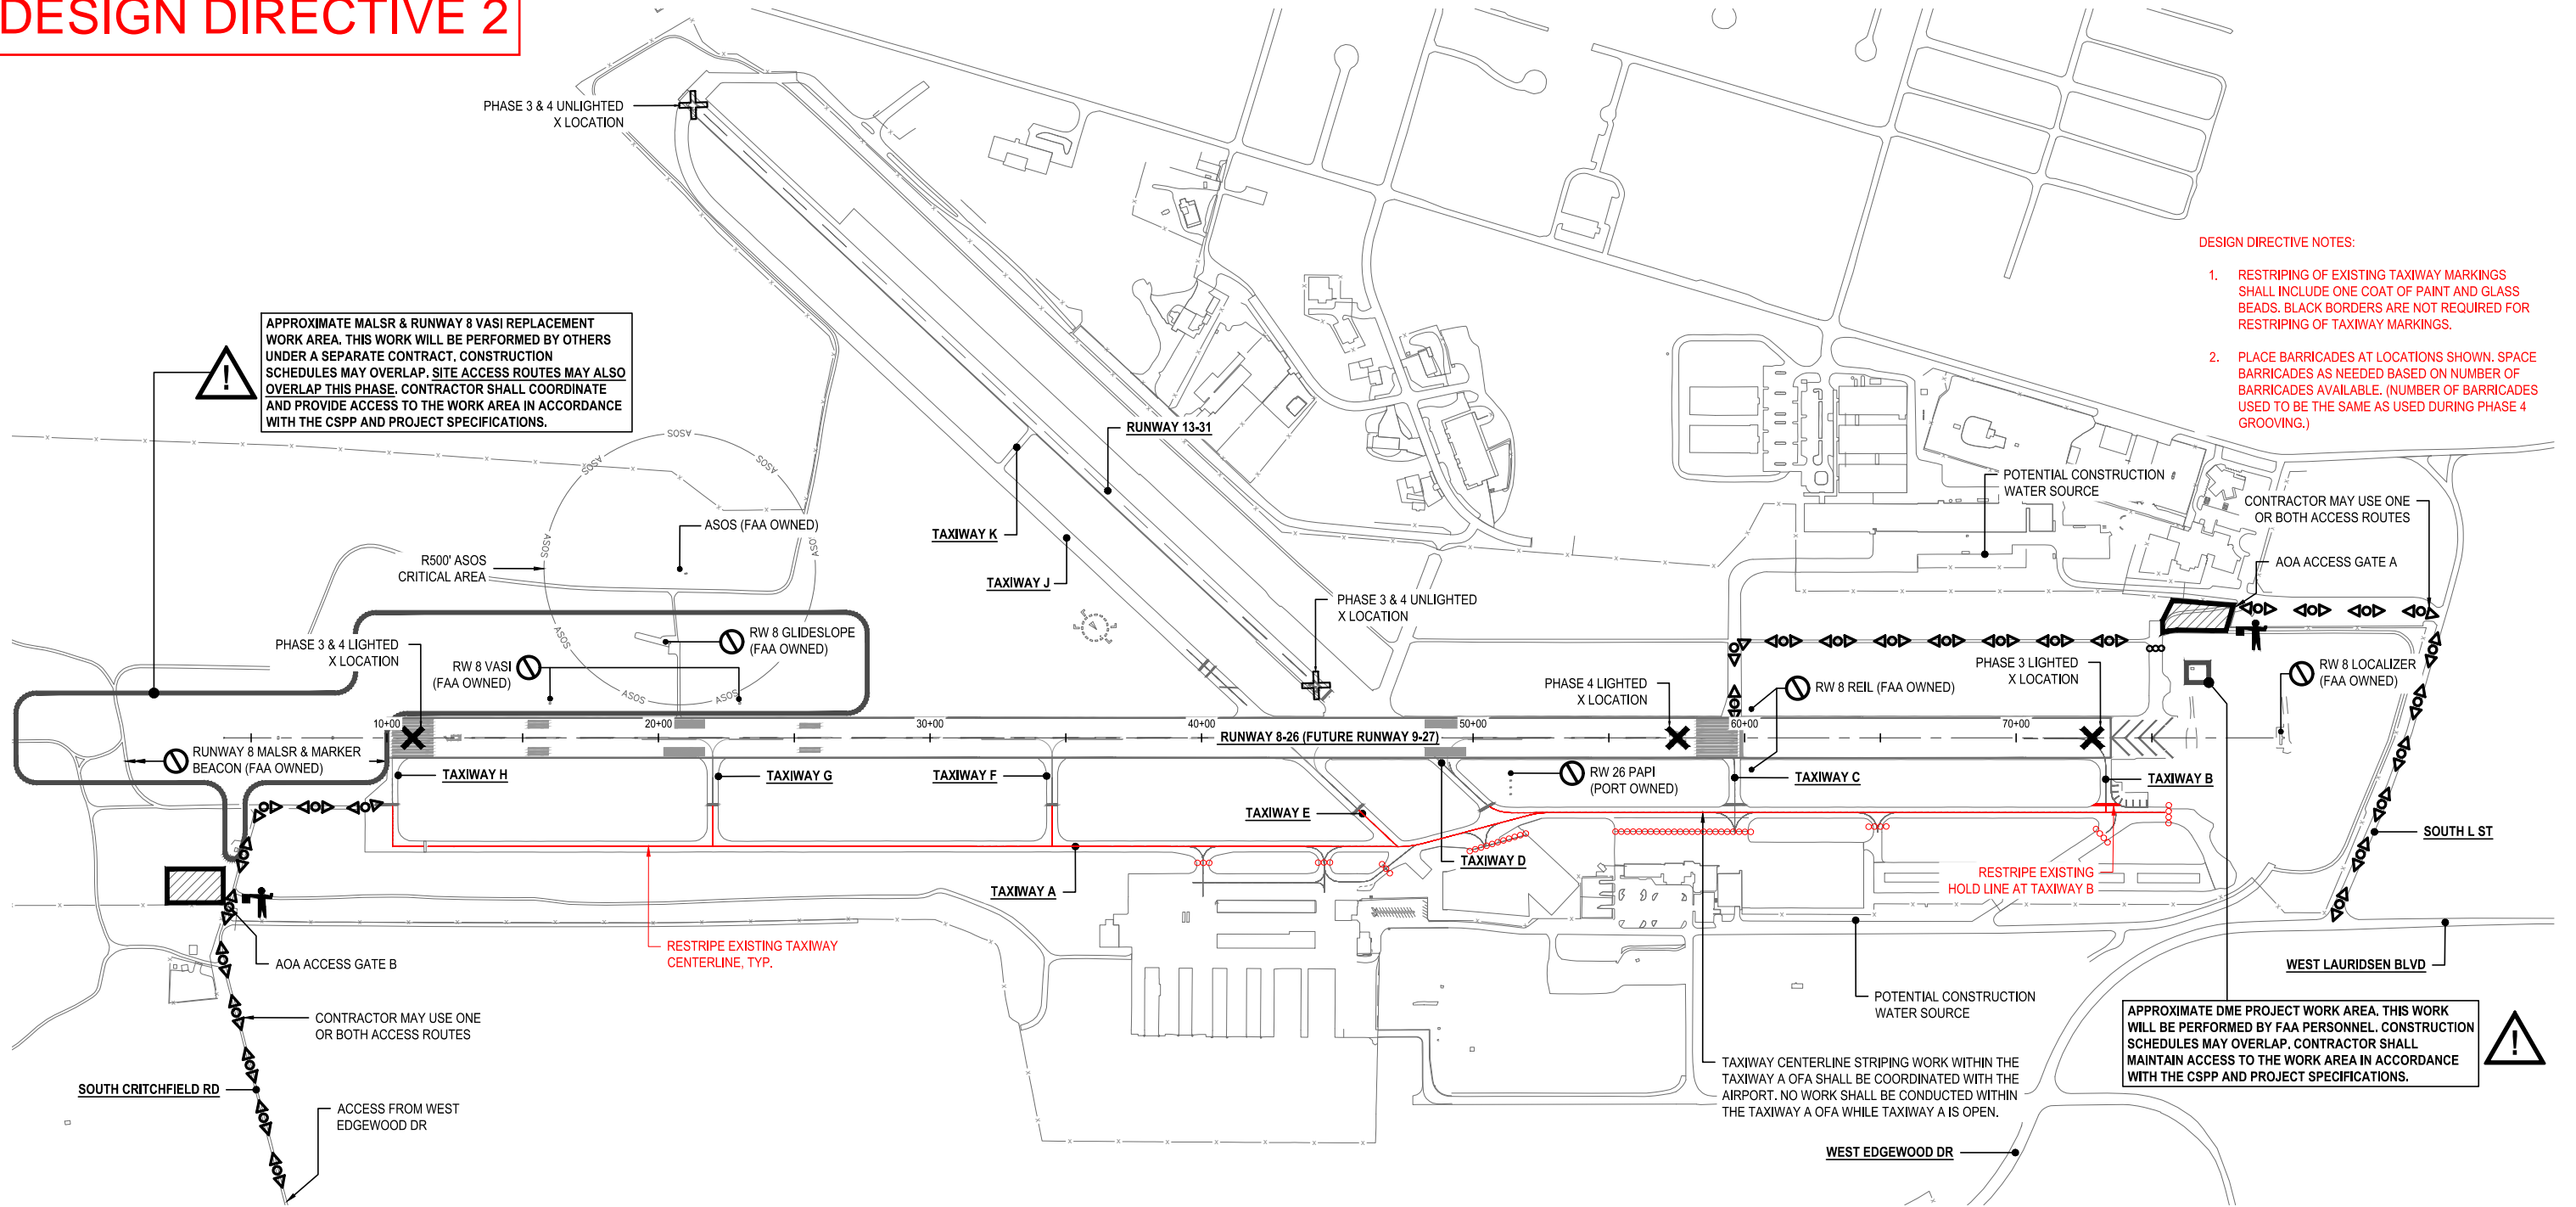 DESIGN DIRECTIVE 2
PHASE 3 & 4 UNLIGHTED
X LOCATION
DESIGN DIRECTIVE NOTES:
1. RESTRIPING OF EXISTING TAXIWAY MARKINGS
SHALL INCLUDE ONE COAT OF PAINT AND GLASS
BEADS. BLACK BORDERS ARE NOT REQUIRED FOR
RESTRIPING OF TAXIWAY MARKINGS.
2. PLACE BARRICADES AT LOCATIONS SHOWN. SPACE
BARRICADES AS NEEDED BASED ON NUMBER OF
BARRICADES AVAILABLE. (NUMBER OF BARRICADES
USED TO BE THE SAME AS USED DURING PHASE 4
GROOVING.)
APPROXIMATE MALSR & RUNWAY 8 VASI REPLACEMENT
WORK AREA. THIS WORK WILL BE PERFORMED BY OTHERS
UNDER A SEPARATE CONTRACT. CONSTRUCTION
SCHEDULES MAY OVERLAP. SITE ACCESS ROUTES MAY ALSO
OVERLAP THIS PHASE. CONTRACTOR SHALL COORDINATE
AND PROVIDE ACCESS TO THE WORK AREA IN ACCORDANCE
WITH THE CSPP AND PROJECT SPECIFICATIONS.
!
RUNWAY 13-31
TAXIWAY K
TAXIWAY J
ASOS (FAA OWNED)
R500' ASOS
CRITICAL AREA
ASOS
ASOS
ASOS
ASOS
ASOS
ASOS
ASOS
ASOS
POTENTIAL CONSTRUCTION
WATER SOURCE
CONTRACTOR MAY USE ONE
OR BOTH ACCESS ROUTES
AOA ACCESS GATE A
PHASE 3 & 4 UNLIGHTED
X LOCATION
PHASE 3 & 4 LIGHTED
X LOCATION
RW 8 GLIDESLOPE
(FAA OWNED)
RW 8 VASI
(FAA OWNED)
PHASE 4 LIGHTED
X LOCATION
RW 8 REIL (FAA OWNED)
PHASE 3 LIGHTED
X LOCATION
RW 8 LOCALIZER
(FAA OWNED)
10+00
20+00
30+00
40+00
50+00
60+00
70+00
RUNWAY 8-26 (FUTURE RUNWAY 9-27)
RUNWAY 8 MALSR & MARKER
BEACON (FAA OWNED)
TAXIWAY H
TAXIWAY G
TAXIWAY F
RW 26 PAPI
(PORT OWNED)
TAXIWAY C
TAXIWAY B
TAXIWAY E
TAXIWAY D
TAXIWAY A
SOUTH L ST
RESTRIPE EXISTING
HOLD LINE AT TAXIWAY B
RESTRIPE EXISTING TAXIWAY
CENTERLINE, TYP.
AOA ACCESS GATE B
CONTRACTOR MAY USE ONE
OR BOTH ACCESS ROUTES
SOUTH CRITCHFIELD RD
ACCESS FROM WEST
EDGEWOOD DR
WEST LAURIDSEN BLVD
POTENTIAL CONSTRUCTION
WATER SOURCE
TAXIWAY CENTERLINE STRIPING WORK WITHIN THE
TAXIWAY A OFA SHALL BE COORDINATED WITH THE
AIRPORT. NO WORK SHALL BE CONDUCTED WITHIN
THE TAXIWAY A OFA WHILE TAXIWAY A IS OPEN.
APPROXIMATE DME PROJECT WORK AREA. THIS WORK
WILL BE PERFORMED BY FAA PERSONNEL. CONSTRUCTION
SCHEDULES MAY OVERLAP. CONTRACTOR SHALL
MAINTAIN ACCESS TO THE WORK AREA IN ACCORDANCE
WITH THE CSPP AND PROJECT SPECIFICATIONS.
!
WEST EDGEWOOD DR